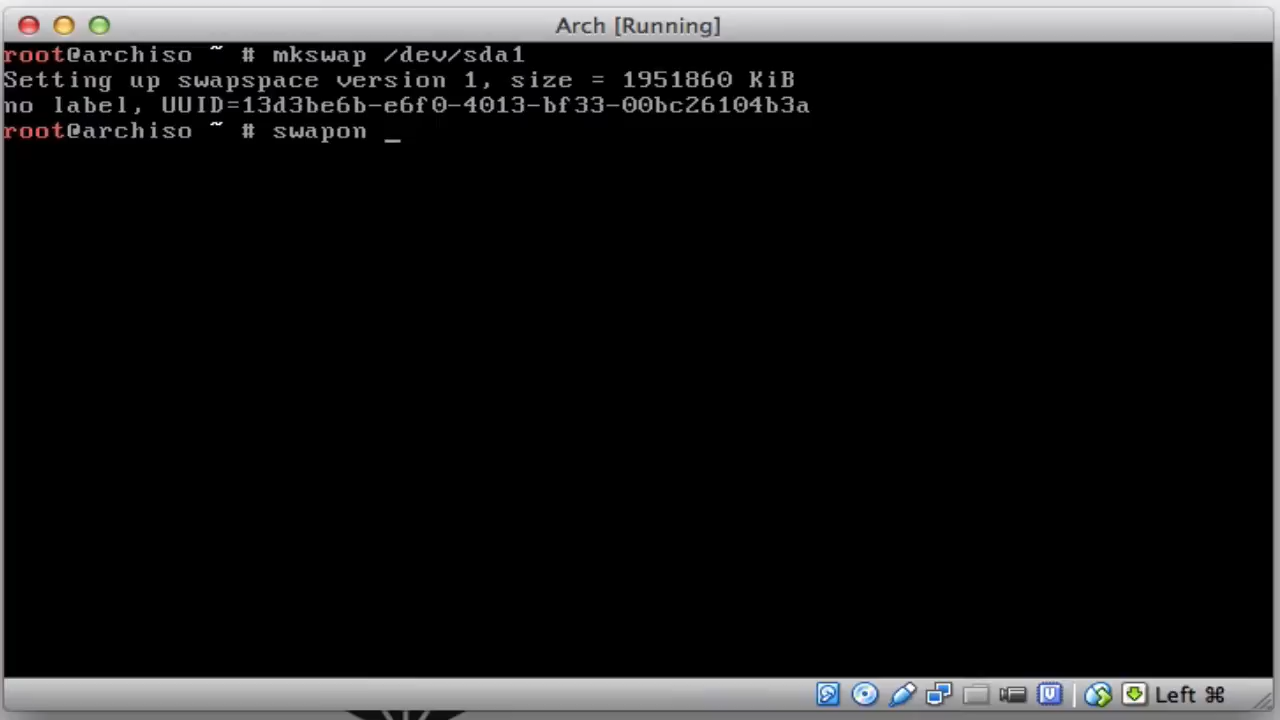 Arch [Running]
root@archiso ~ # mkswap /dev/sda1
Setting up swapspace version 1, size = 1951860 KiB
no label, UUID=13d3be6b-e6f0-4013-bf33-00bc26104b3a
root@archiso ~ # swapon _
Left ⌘